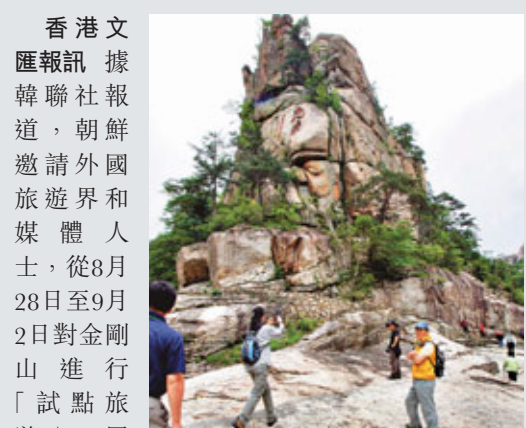 香港文
匯報訊 據
韓聯社報
道，朝鮮
邀請外國
旅遊界和
媒體人
士，從8月
28日至9月
2日對金剛
山進行
「試點旅